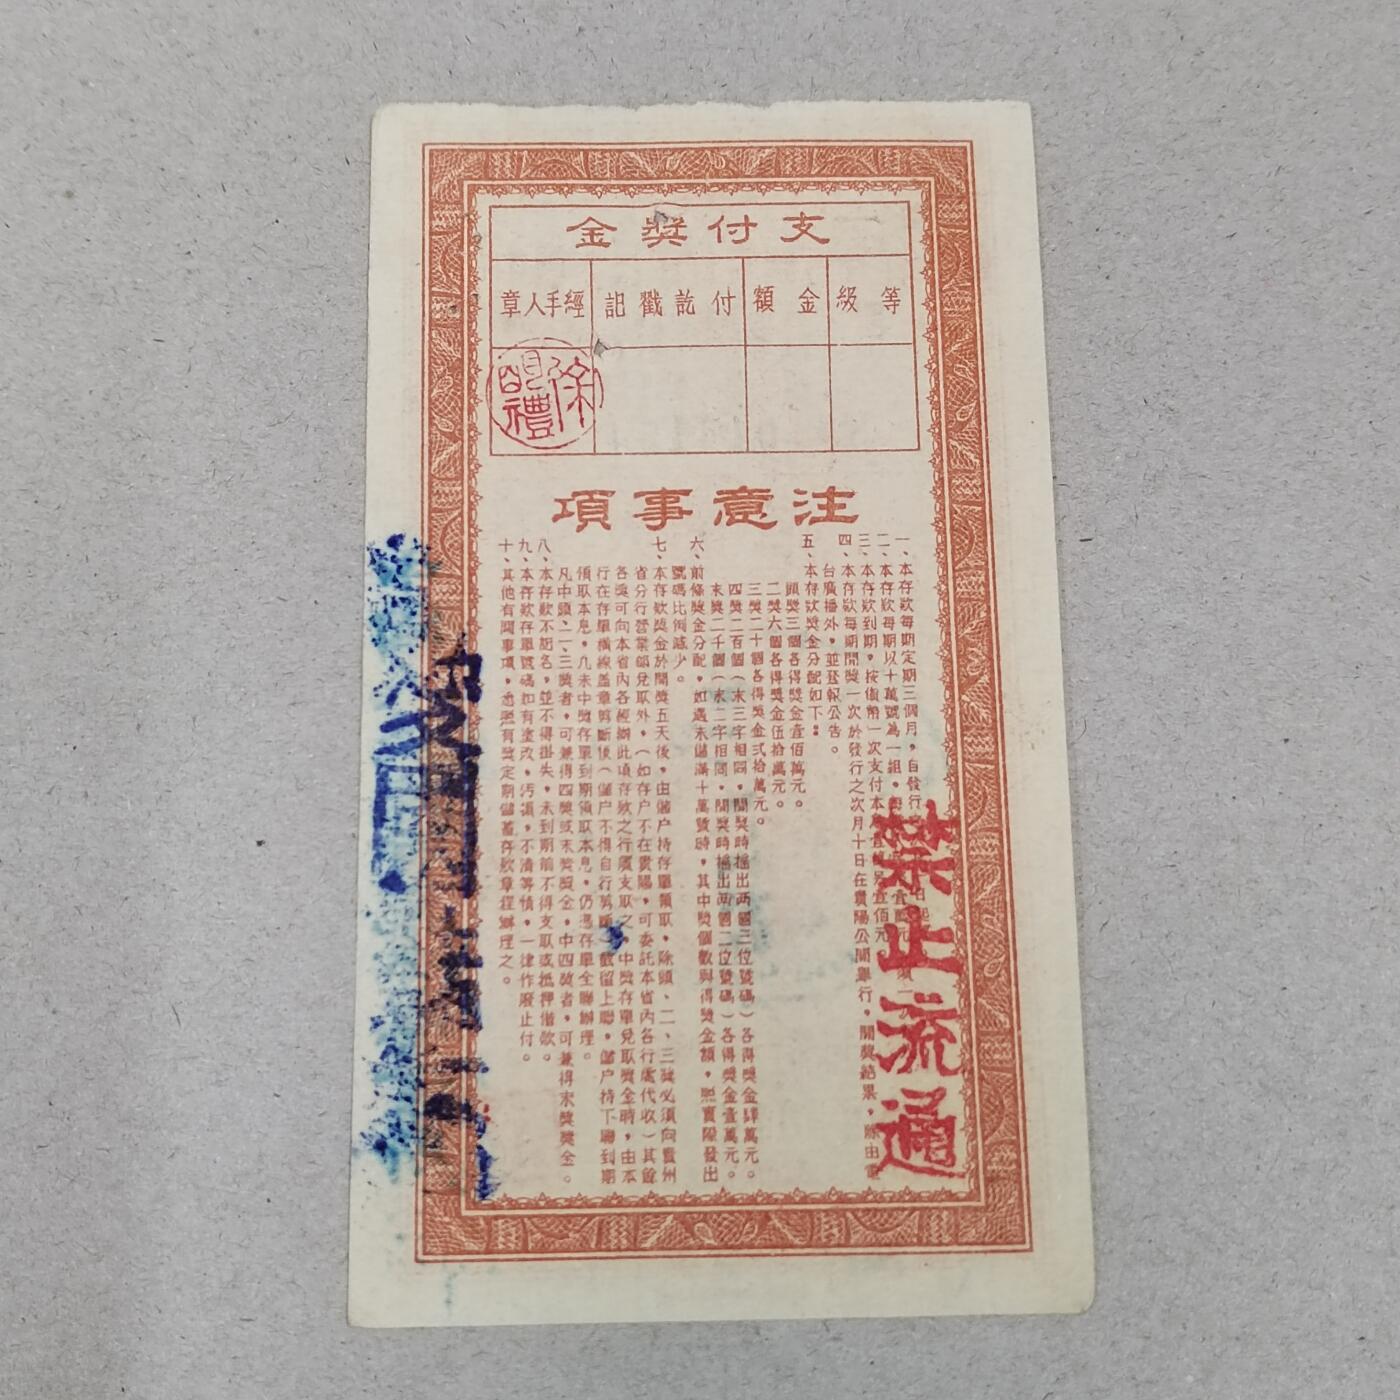 支付獎金
等級
金額
付訖戳記
經手人章
徐
禮
注意事項
一、本存款每期定期三個月，自發行
二、本存款每期以十萬號為一組，
三、本存款到期，按
四、本存款每期開獎一次於發行之次月十日在貴陽公開舉行，開獎結果，除由電
台廣播外，並登報公告。
五、本存款獎金分配如下：
頭獎三個各得獎金壹佰萬元。
二獎六個各得獎金伍拾萬元。
三獎二十個各得獎金弍拾萬元。
四獎二百個（末三字相同，開獎時搖出兩個三位號碼）各得獎金肆萬元。
末獎二千個（末二字相同，開獎時搖出兩個二位號碼）各得獎金壹萬元。
六、前條獎金分配，如遇未儲滿十萬號時，其中獎個數與得獎金額，照實際發出
號碼比例減少。
七、本存款獎金於開獎五天後，由儲户持存單領取，除頭、二、三獎必須向貴州
省分行營業部兌取外，（如存户不在貴陽，可委託本省內各行處代收）其餘
各獎可向本省內各經辦此項存款之行處支取之，中獎存單兌取獎金時，由本
行在存單橫線蓋章剪斷後（儲户不得自行剪斷）截留上聯，儲户持下聯到期
領取本息，凡未中獎存單到期領取本息，仍憑存單全聯辦理。
凡中頭、二、三獎者，可兼得四獎或末獎獎金，中四獎者，可兼得末獎獎金。
八、本存款不記名，並不得掛失，未到期前不得支取或抵押借款。
九、本存款存單號碼如有塗改，污損，不清等情，一律作廢止付。
十、其他有關事項，悉照有獎定期儲蓄存款章程辦理之。
禁止流通